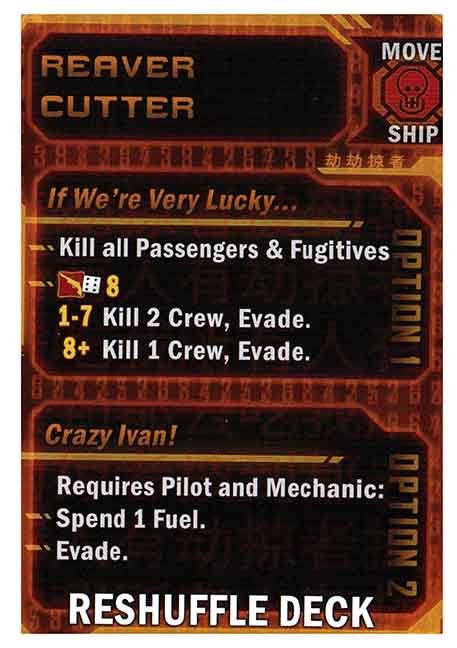 REAVER
CUTTER
MOVE
SHIP
劫劫掠者
If We're Very Lucky...
Kill all Passengers & Fugitives
8
1-7 Kill 2 Crew, Evade.
8+ Kill 1 Crew, Evade.
OPTION 1
Crazy Ivan!
Requires Pilot and Mechanic:
Spend 1 Fuel.
Evade.
OPTION 2
RESHUFFLE DECK